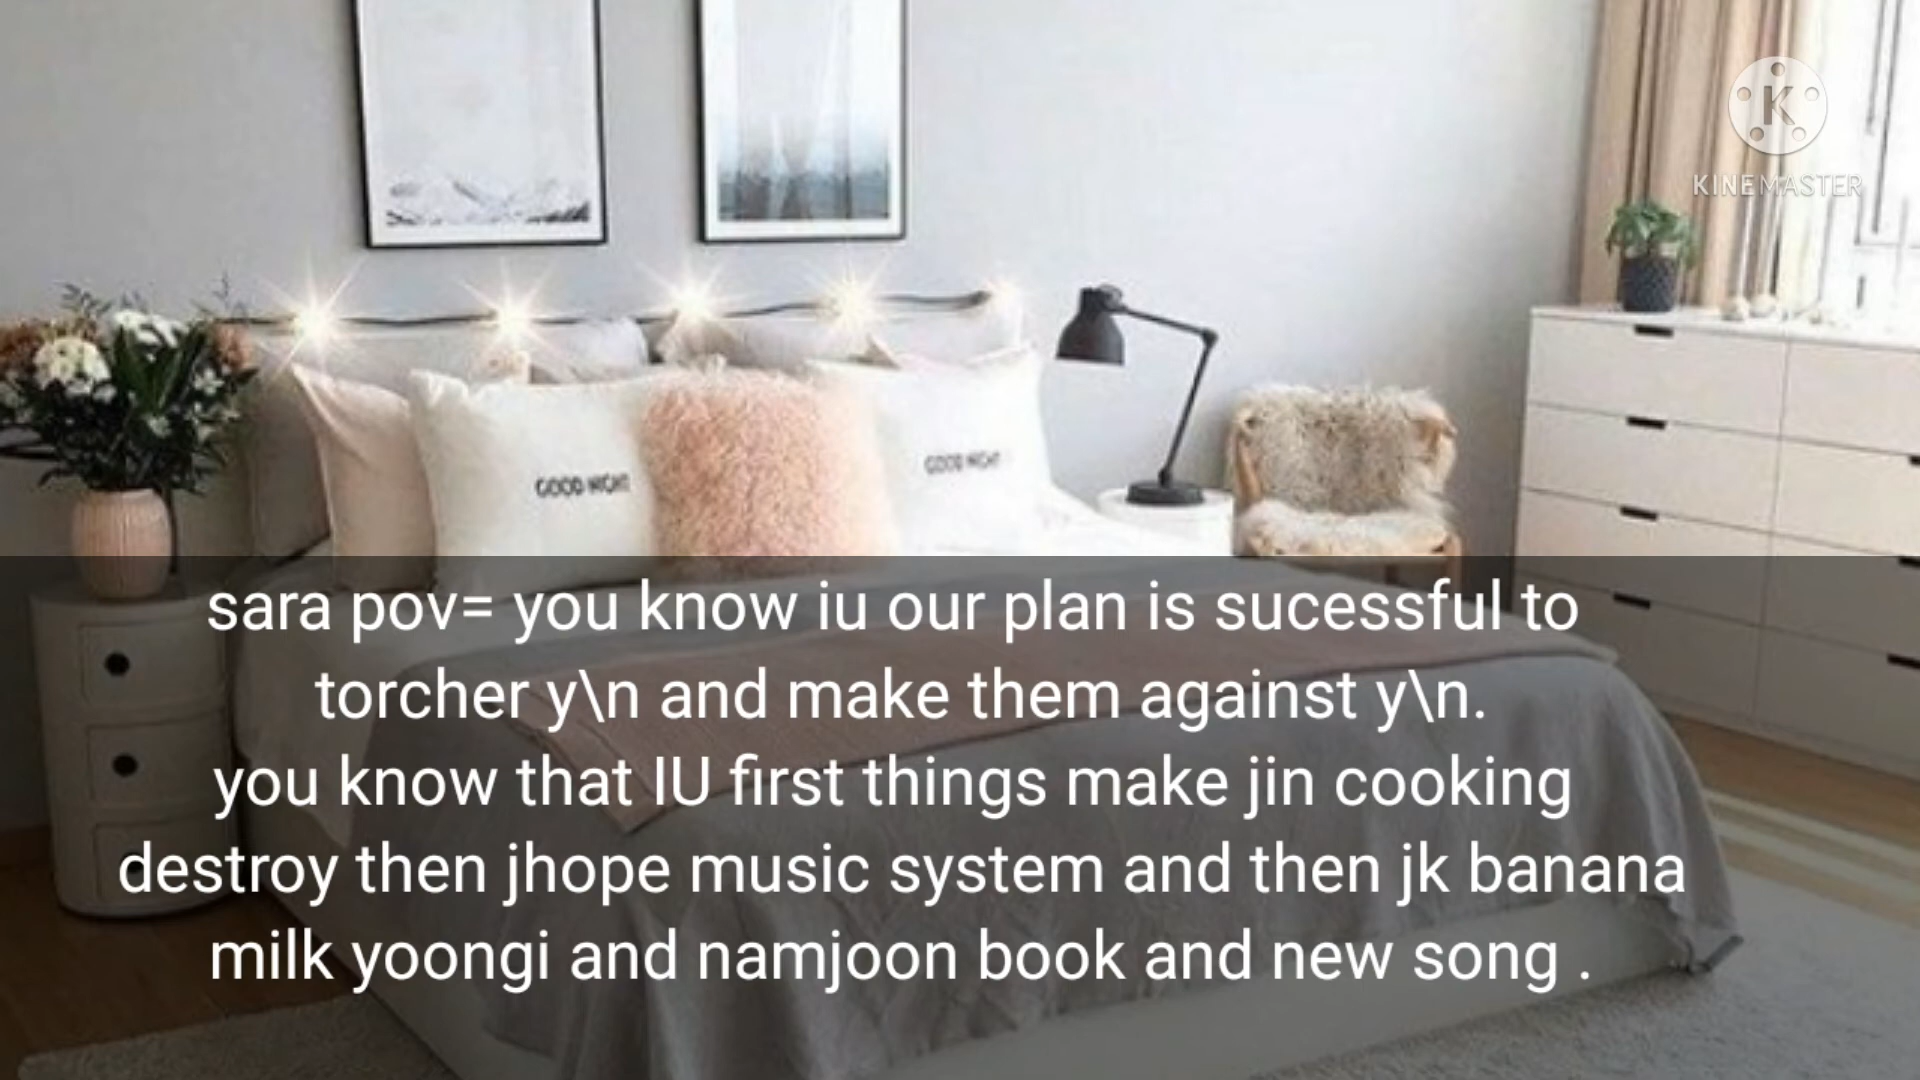 KINEMASTER
GOOD NIGHT
GOOD NIGHT
sara pov= you know iu our plan is sucessful to
torcher y\n and make them against y\n.
you know that IU first things make jin cooking
destroy then jhope music system and then jk banana
milk yoongi and namjoon book and new song .